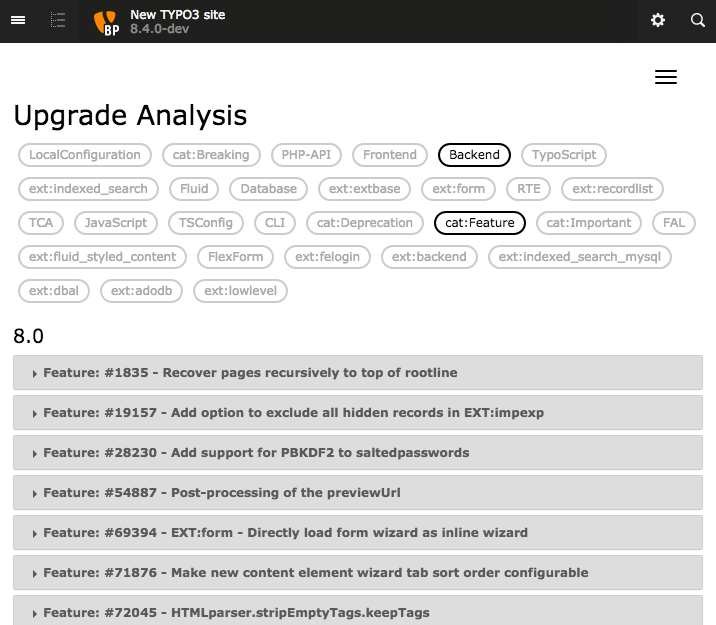 New TYPO3 site
8.4.0-dev
BP
Upgrade Analysis
LocalConfiguration cat:Breaking PHP-API Frontend Backend TypoScript
ext:indexed_search Fluid Database ext:extbase ext:form RTE ext:recordlist
TCA JavaScript TSConfig CLI cat:Deprecation cat:Feature cat:Important FAL
ext:fluid_styled_content FlexForm ext:felogin ext:backend ext:indexed_search_mysql
ext:dbal ext:adodb ext:lowlevel
8.0
Feature: #1835 - Recover pages recursively to top of rootline
Feature: #19157 - Add option to exclude all hidden records in EXT:impexp
Feature: #28230 - Add support for PBKDF2 to saltedpasswords
Feature: #54887 - Post-processing of the previewUrl
Feature: #69394 - EXT:form - Directly load form wizard as inline wizard
Feature: #71876 - Make new content element wizard tab sort order configurable
Feature: #72045 - HTMLparser.stripEmptyTags.keepTags